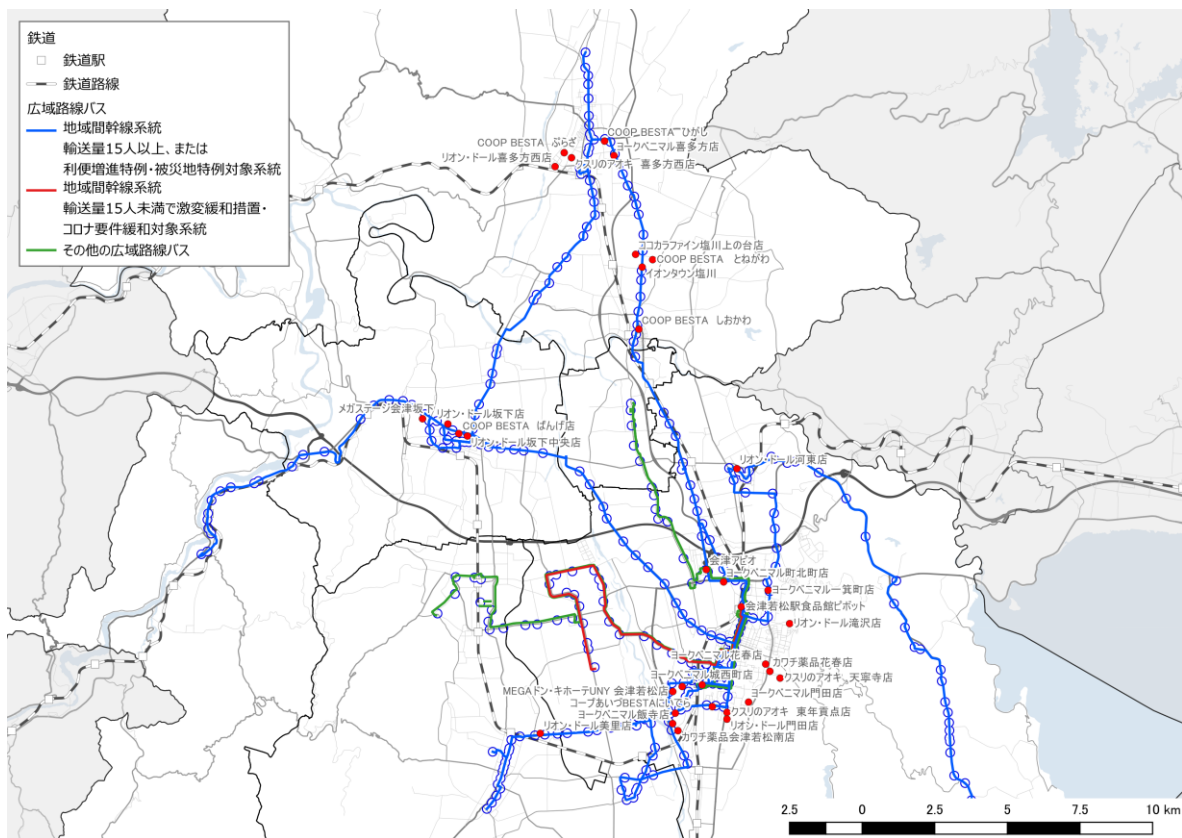 鉄道
鉄道駅
鉄道路線
広域路線バス
地域間幹線系統
輸送量15人以上、または
利便増進特例・被災地特例対象系統
地域間幹線系統
輸送量15人未満で激変緩和措置・
コロナ要件緩和対象系統
その他の広域路線バス
COOP BESTA ひがし
COOP BESTA ぷらざ
ヨークベニマル喜多方店
リオン・ドール喜多方西店
クスリのアオキ 喜多方西店
ココカラファイン塩川上の台店
COOP BESTA とねがわ
イオンタウン塩川
COOP BESTA しおかわ
メガステージ会津坂下
リオン・ドール坂下店
COOP BESTA ばんげ店
リオン・ドール坂下中央店
リオン・ドール河東店
会津アピオ
ヨークベニマル町北町店
ヨークベニマル一箕町店
会津若松駅食品館ピボット
リオン・ドール滝沢店
ヨークベニマル花春店
カワチ薬品花春店
ヨークベニマル城西町店
クスリのアオキ 天寧寺店
MEGAドン・キホーテUNY 会津若松店
ヨークベニマル門田店
コープあいづBESTAにいでら
ヨークベニマル飯寺店
クスリのアオキ 東年貢点店
リオン・ドール美里店
リオン・ドール門田店
カワチ薬品会津若松南店
2.5 0 2.5 5 7.5 10 km